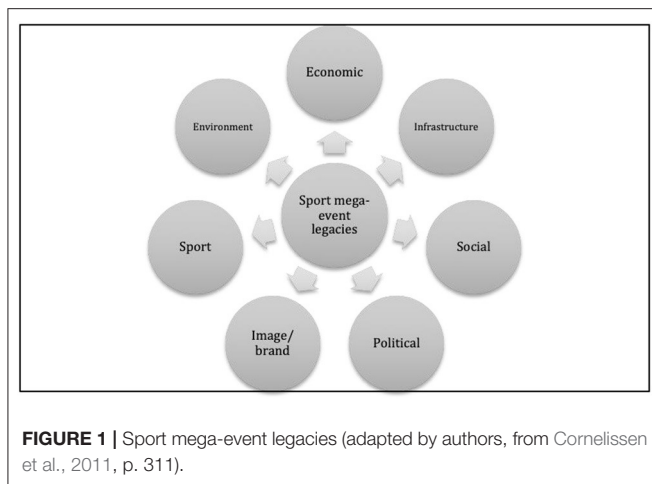 Economic
Environment
Infrastructure
Sport mega-
event
legacies
Sport
Social
Image/
brand
Political
FIGURE 1 | Sport mega-event legacies (adapted by authors, from Cornelissen
et al., 2011, p. 311).